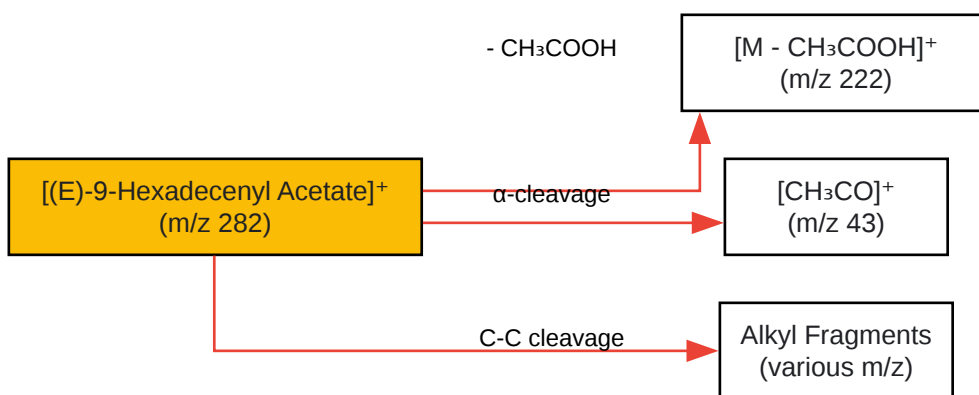 - CH₃COOH
[M - CH₃COOH]⁺
(m/z 222)
[(E)-9-Hexadecenyl Acetate]⁺
(m/z 282)
α-cleavage
[CH₃CO]⁺
(m/z 43)
C-C cleavage
Alkyl Fragments
(various m/z)